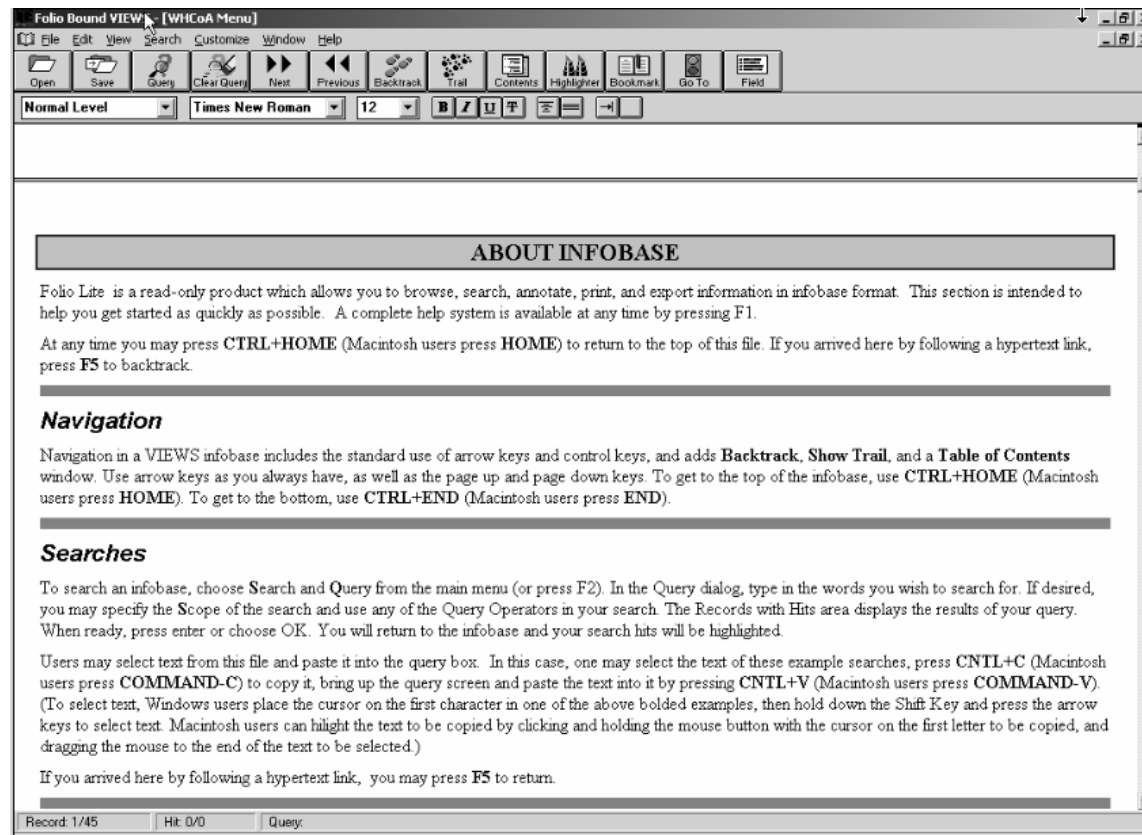 Folio Bound VIEWS - [WHCoA Menu]
File Edit View Search Customize Window Help
Open Save Query Clear Query Next Previous Backtrack Trail Contents Highlighter Bookmark Go To Field
Normal Level Times New Roman 12 B I U T
ABOUT INFOBASE
Folio Lite is a read-only product which allows you to browse, search, annotate, print, and export information in infobase format. This section is intended to
help you get started as quickly as possible. A complete help system is available at any time by pressing F1.
At any time you may press CTRL+HOME (Macintosh users press HOME) to return to the top of this file. If you arrived here by following a hypertext link,
press F5 to backtrack.
Navigation
Navigation in a VIEWS infobase includes the standard use of arrow keys and control keys, and adds Backtrack, Show Trail, and a Table of Contents
window. Use arrow keys as you always have, as well as the page up and page down keys. To get to the top of the infobase, use CTRL+HOME (Macintosh
users press HOME). To get to the bottom, use CTRL+END (Macintosh users press END).
Searches
To search an infobase, choose Search and Query from the main menu (or press F2). In the Query dialog, type in the words you wish to search for. If desired,
you may specify the Scope of the search and use any of the Query Operators in your search. The Records with Hits area displays the results of your query.
When ready, press enter or choose OK. You will return to the infobase and your search hits will be highlighted.
Users may select text from this file and paste it into the query box. In this case, one may select the text of these example searches, press CNTL+C (Macintosh
users press COMMAND-C) to copy it, bring up the query screen and paste the text into it by pressing CNTL+V (Macintosh users press COMMAND-V).
(To select text, Windows users place the cursor on the first character in one of the above bolded examples, then hold down the Shift Key and press the arrow
keys to select text. Macintosh users can hilight the text to be copied by clicking and holding the mouse button with the cursor on the first letter to be copied, and
dragging the mouse to the end of the text to be selected.)
If you arrived here by following a hypertext link, you may press F5 to return.
Record: 1/45 Hit: 0/0 Query: